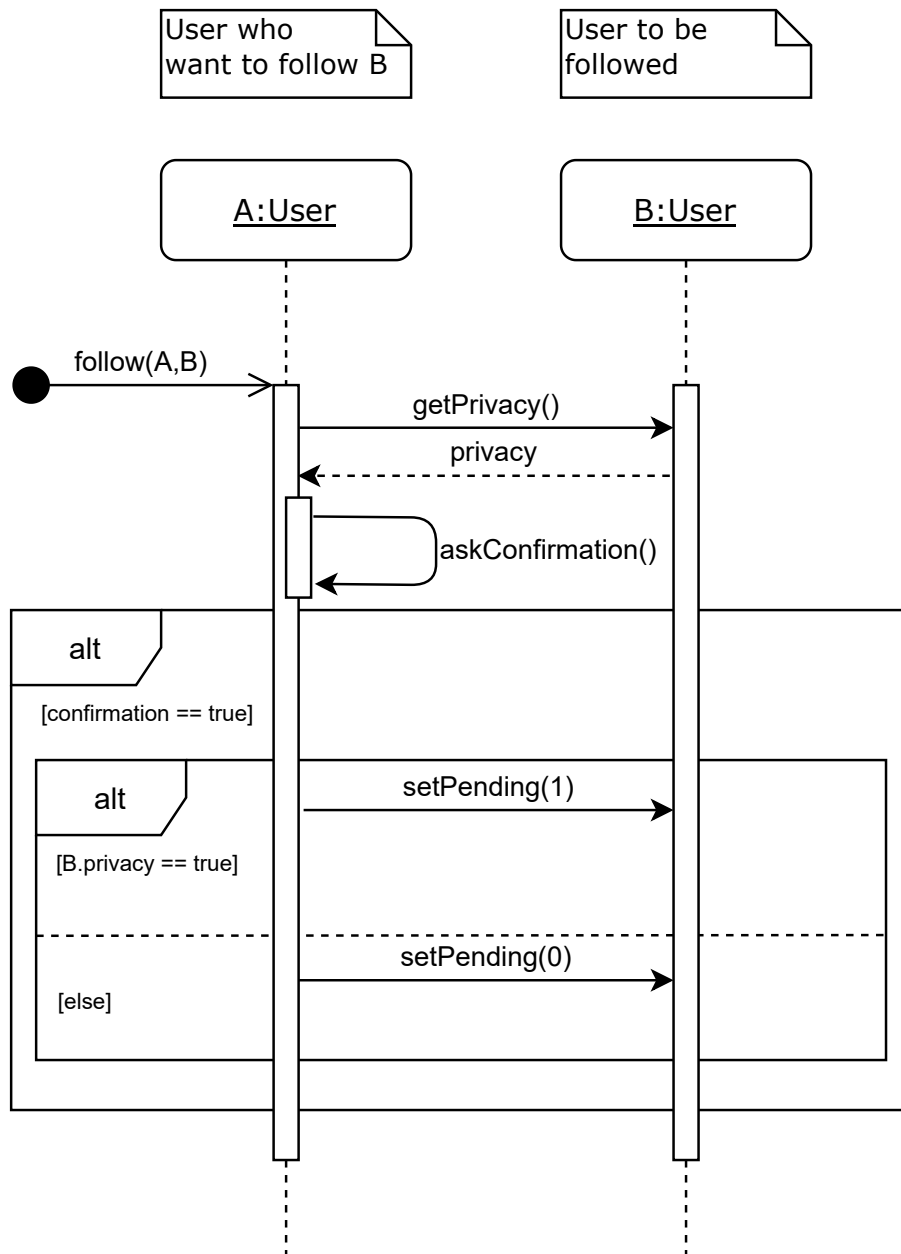 User who
want to follow B
User to be
followed
A:User
B:User
follow(A,B)
getPrivacy()
privacy
askConfirmation()
alt
[confirmation == true]
alt
setPending(1)
[B.privacy == true]
setPending(0)
[else]